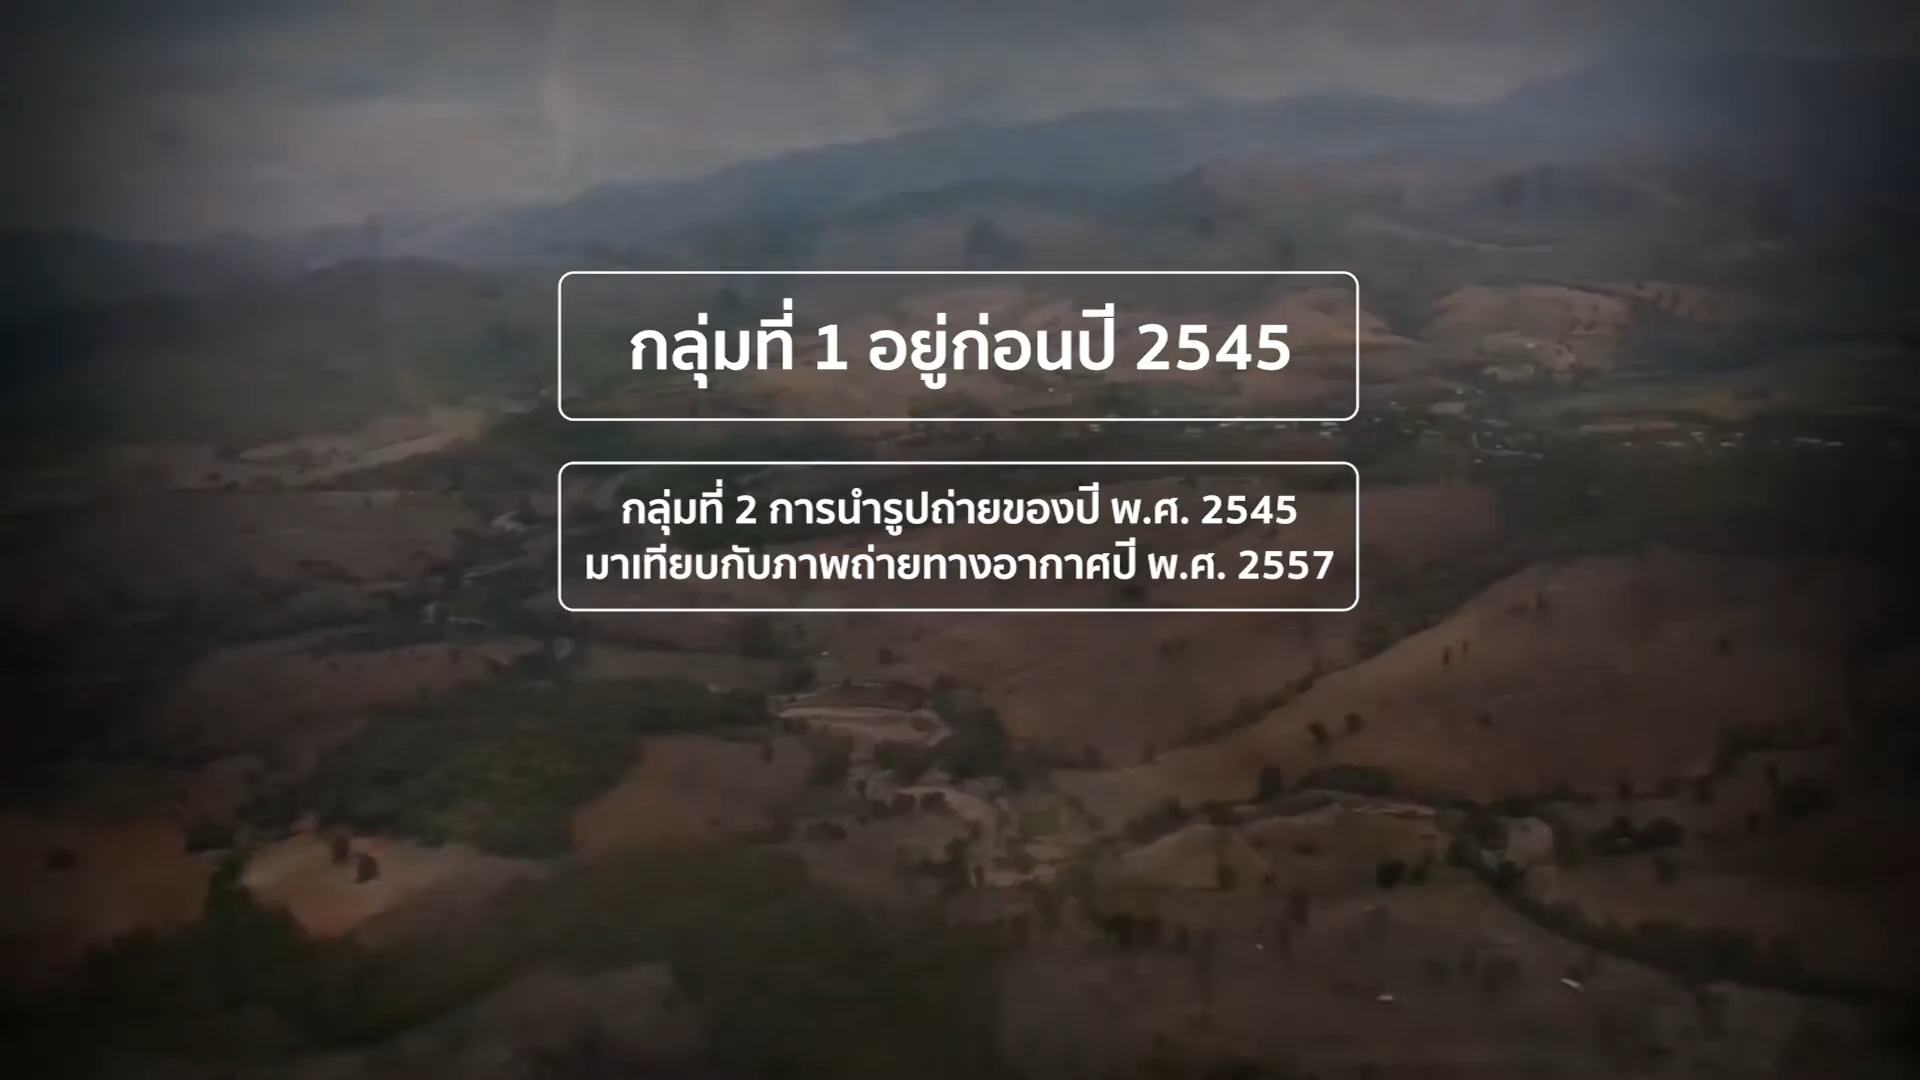 กลุ่มที่ 1 อยู่ก่อนปี 2545
กลุ่มที่ 2 การนำรูปถ่ายของปี พ.ศ. 2545
มาเทียบกับภาพถ่ายทางอากาศปี พ.ศ. 2557